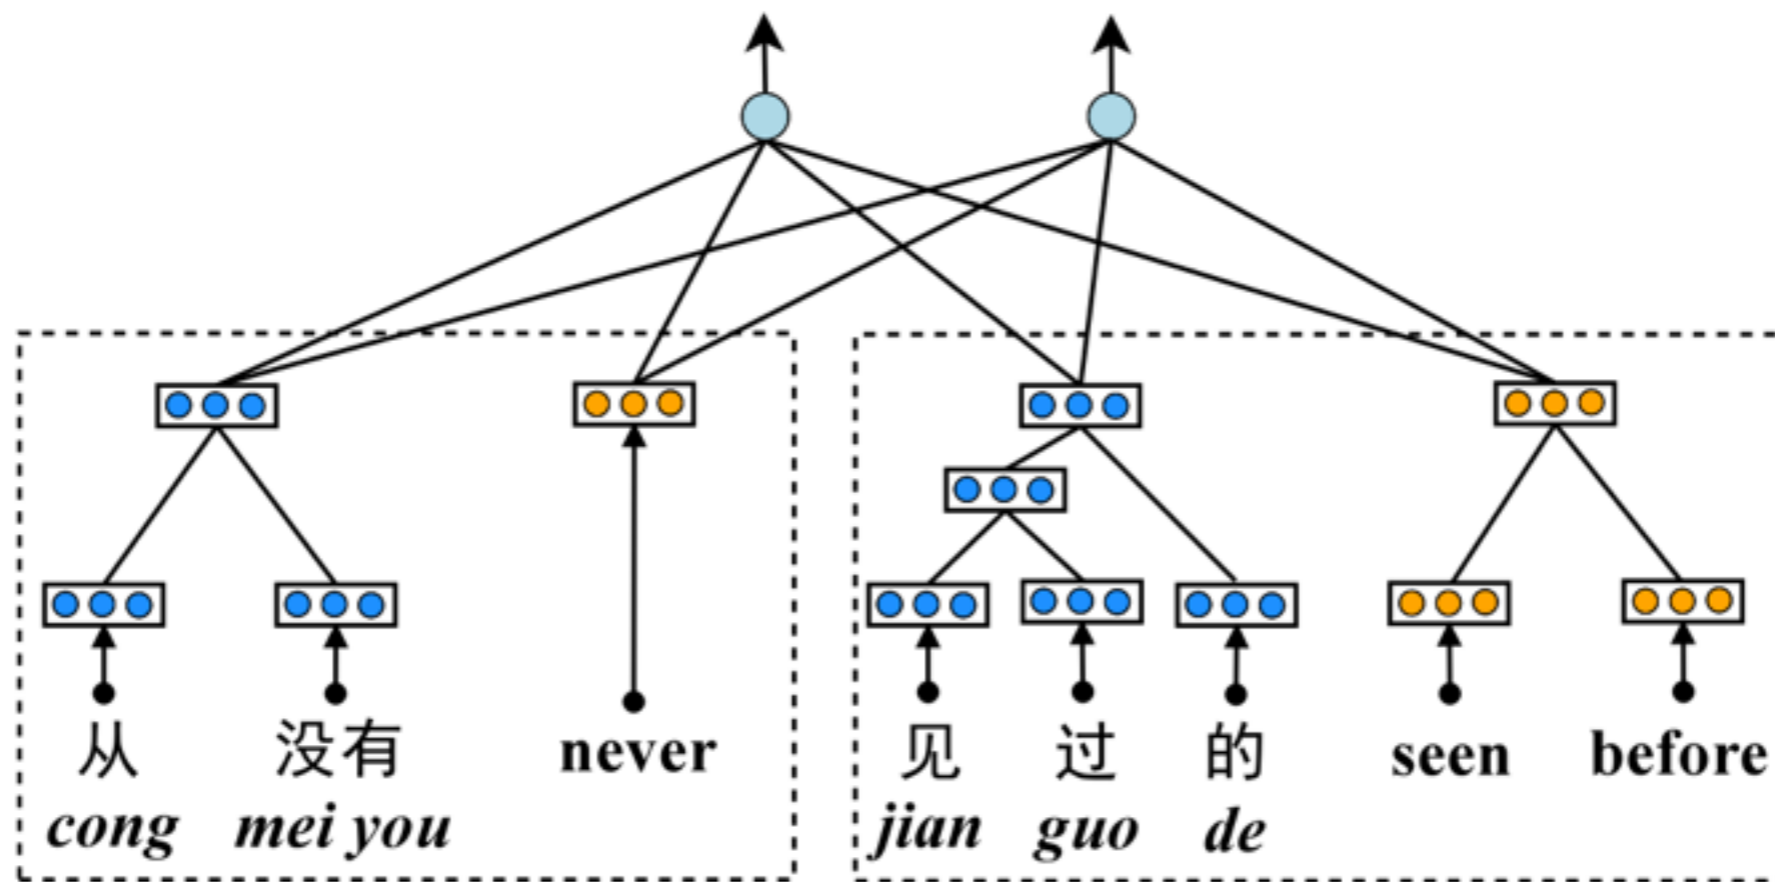 从 没有 never 见 过 的 seen before
cong mei you jian guo de